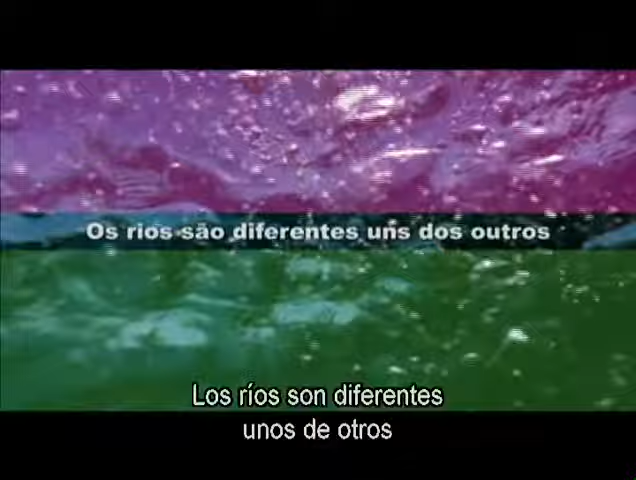 Os rios são diferentes uns dos outros
Los ríos son diferentes
unos de otros